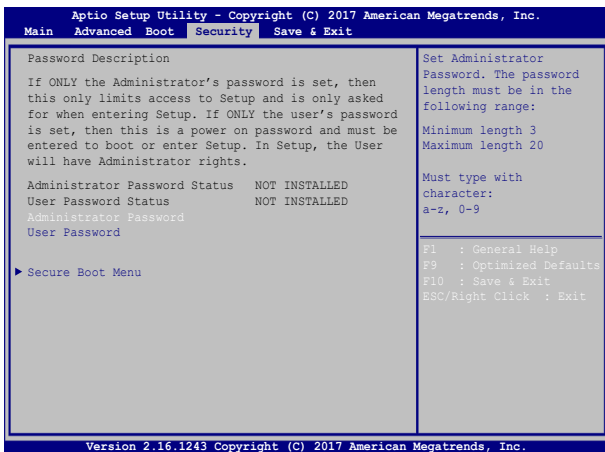 Aptio Setup Utility - Copyright (C) 2017 American Megatrends, Inc.
Main Advanced Boot Security Save & Exit
Password Description
If ONLY the Administrator's password is set, then
this only limits access to Setup and is only asked
for when entering Setup. If ONLY the user's password
is set, then this is a power on password and must be
entered to boot or enter Setup. In Setup, the User
will have Administrator rights.
Administrator Password Status NOT INSTALLED
User Password Status NOT INSTALLED
Administrator Password
User Password
Secure Boot Menu
Set Administrator
Password. The password
length must be in the
following range:
Minimum length 3
Maximum length 20
Must type with
character:
a-z, 0-9
F1 : General Help
F9 : Optimized Defaults
F10 : Save & Exit
ESC/Right Click : Exit
Version 2.16.1243 Copyright (C) 2017 American Megatrends, Inc.